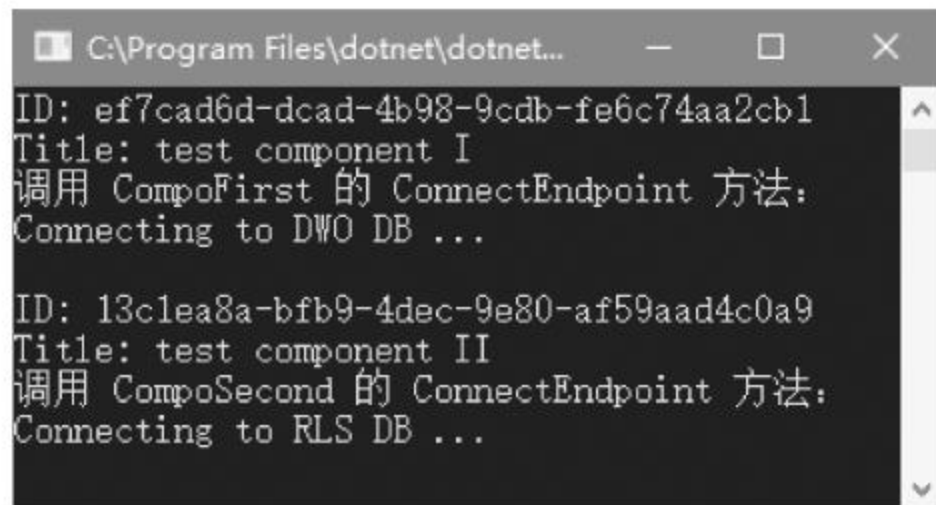 C:\Program Files\dotnet\dotnet...
ID: ef7cad6d-dcad-4b98-9cdb-fe6c74aa2cb1
Title: test component I
调用 CompoFirst 的 ConnectEndpoint 方法：
Connecting to DWO DB ...
ID: 13c1ea8a-bfb9-4dec-9e80-af59aad4c0a9
Title: test component II
调用 CompoSecond 的 ConnectEndpoint 方法：
Connecting to RLS DB ...